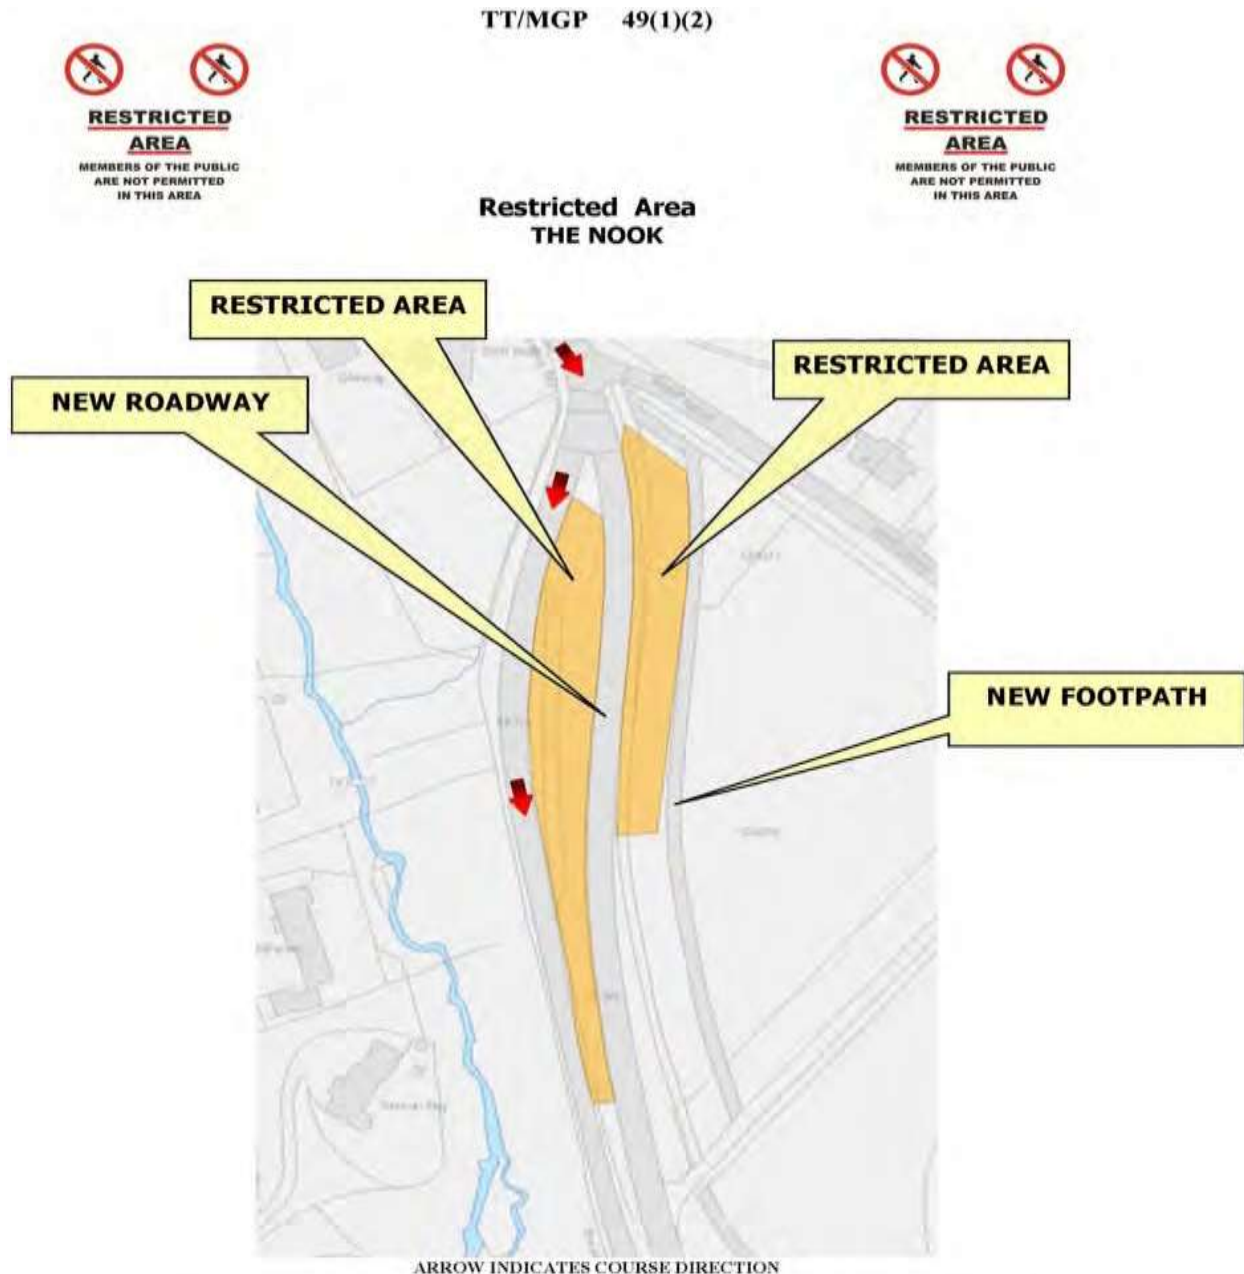 TT/MGP 49(1)(2)
RESTRICTED
AREA
MEMBERS OF THE PUBLIC
ARE NOT PERMITTED
IN THIS AREA
RESTRICTED
AREA
MEMBERS OF THE PUBLIC
ARE NOT PERMITTED
IN THIS AREA
Restricted Area
THE NOOK
RESTRICTED AREA
RESTRICTED AREA
NEW ROADWAY
NEW FOOTPATH
ARROW INDICATES COURSE DIRECTION